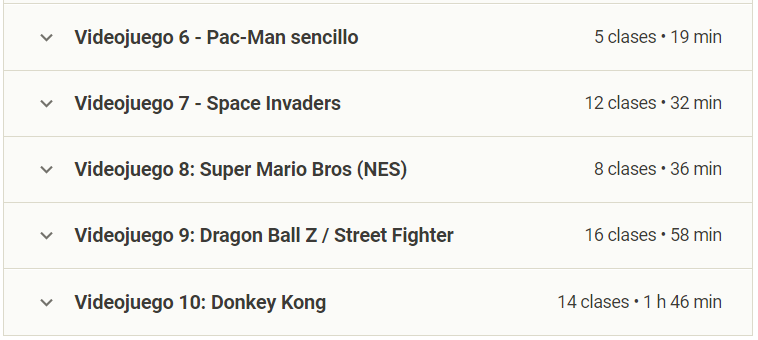 Videojuego 6 - Pac-Man sencillo 5 clases • 19 min
Videojuego 7 - Space Invaders 12 clases • 32 min
Videojuego 8: Super Mario Bros (NES) 8 clases • 36 min
Videojuego 9: Dragon Ball Z / Street Fighter 16 clases • 58 min
Videojuego 10: Donkey Kong 14 clases • 1 h 46 min